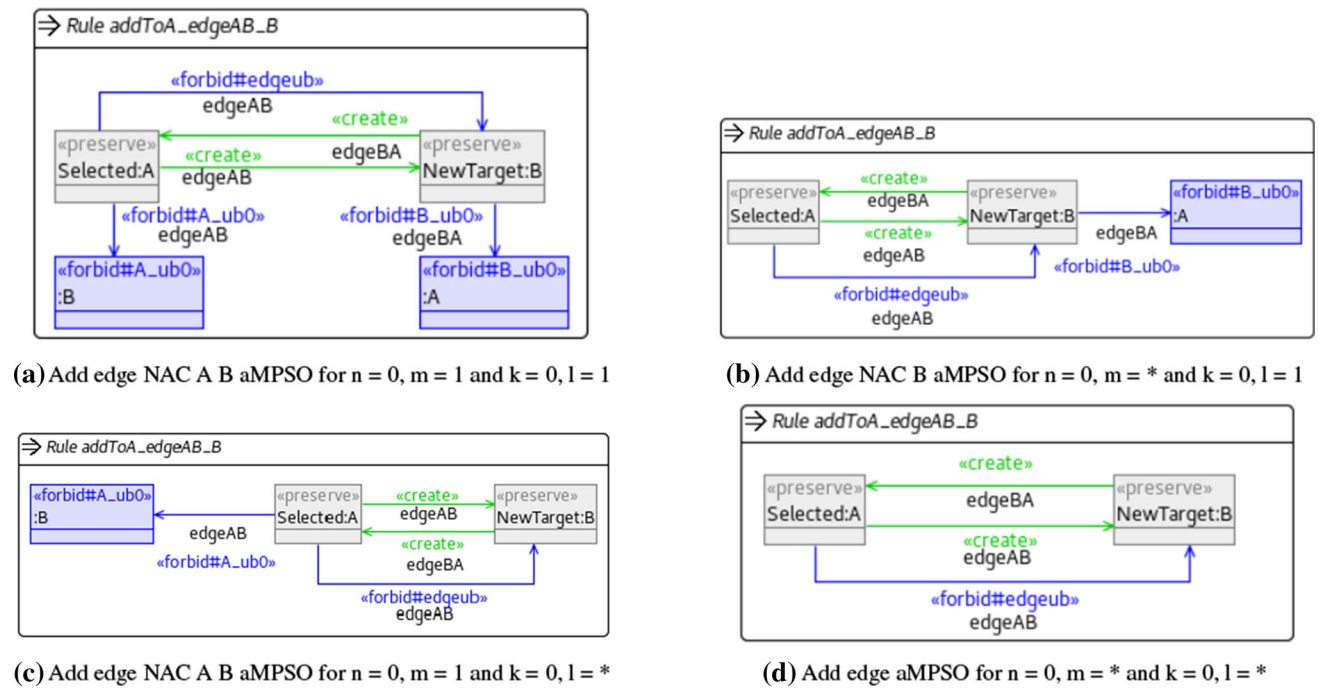 Rule addToA_edgeAB_B
«forbid#edgeub»
edgeAB
«create»
«preserve»
Selected:A
«create»
edgeAB
edgeBA
«preserve»
NewTarget:B
«forbid#A_ub0»
edgeAB
«forbid#B_ub0»
edgeBA
«forbid#A_ub0»
:B
«forbid#B_ub0»
:A
(a) Add edge NAC A B aMPSO for n = 0, m = 1 and k = 0, l = 1
Rule addToA_edgeAB_B
«preserve»
Selected:A
«create»
edgeBA
«create»
edgeAB
«preserve»
NewTarget:B
«forbid#B_ub0»
:A
edgeBA
«forbid#B_ub0»
«forbid#edgeub»
edgeAB
(b) Add edge NAC B aMPSO for n = 0, m = * and k = 0, l = 1
Rule addToA_edgeAB_B
«forbid#A_ub0»
:B
edgeAB
«forbid#A_ub0»
«preserve»
Selected:A
«create»
edgeAB
«create»
edgeBA
«preserve»
NewTarget:B
«forbid#edgeub»
edgeAB
(c) Add edge NAC A B aMPSO for n = 0, m = 1 and k = 0, l = *
Rule addToA_edgeAB_B
«preserve»
Selected:A
«create»
edgeBA
«create»
edgeAB
«preserve»
NewTarget:B
«forbid#edgeub»
edgeAB
(d) Add edge aMPSO for n = 0, m = * and k = 0, l = *